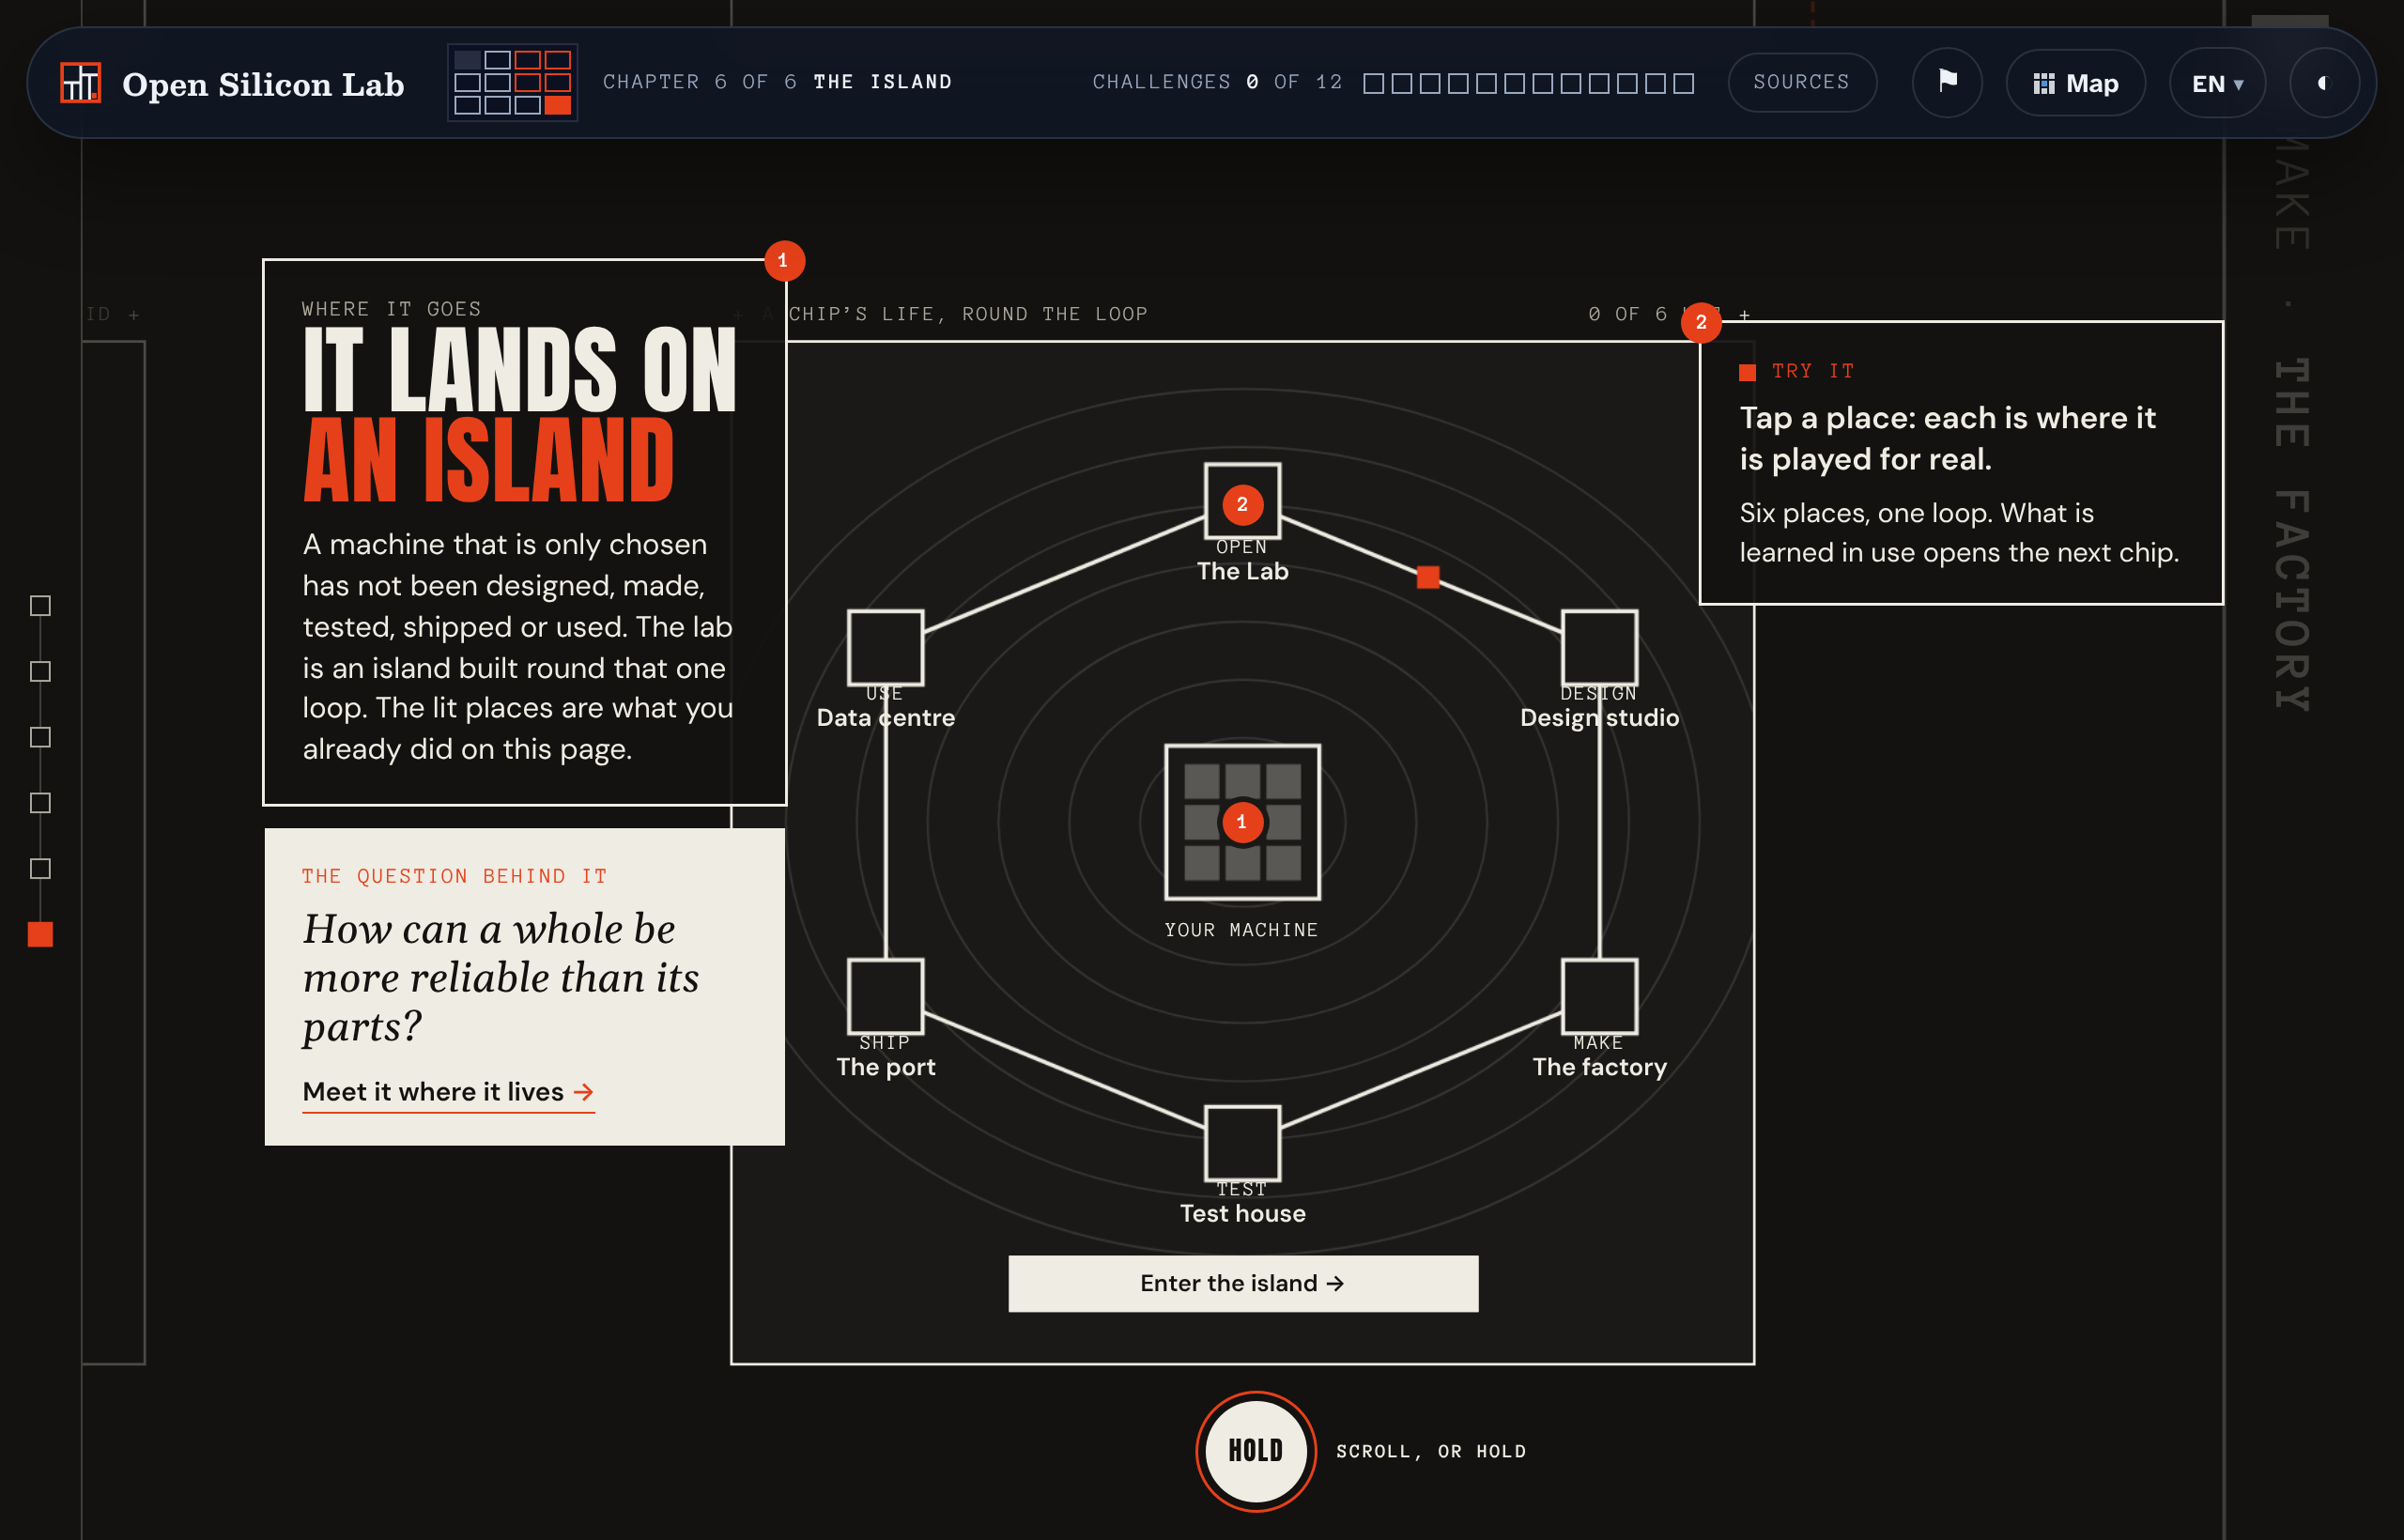 Open Silicon Lab
CHAPTER 6 OF 6 THE ISLAND
CHALLENGES 0 OF 12
SOURCES
Map
EN
1
WHERE IT GOES
IT LANDS ON
AN ISLAND
A machine that is only chosen
has not been designed, made,
tested, shipped or used. The lab
is an island built round that one
loop. The lit places are what you
already did on this page.
THE QUESTION BEHIND IT
How can a whole be
more reliable than its
parts?
Meet it where it lives →
ID +
+ A CHIP'S LIFE, ROUND THE LOOP
0 OF 6
+
2
OPEN
The Lab
USE
Data centre
DESIGN
Design studio
1
YOUR MACHINE
SHIP
The port
MAKE
The factory
TEST
Test house
Enter the island →
2
TRY IT
Tap a place: each is where it
is played for real.
Six places, one loop. What is
learned in use opens the next chip.
MAKE · THE FACTORY
HOLD
SCROLL, OR HOLD